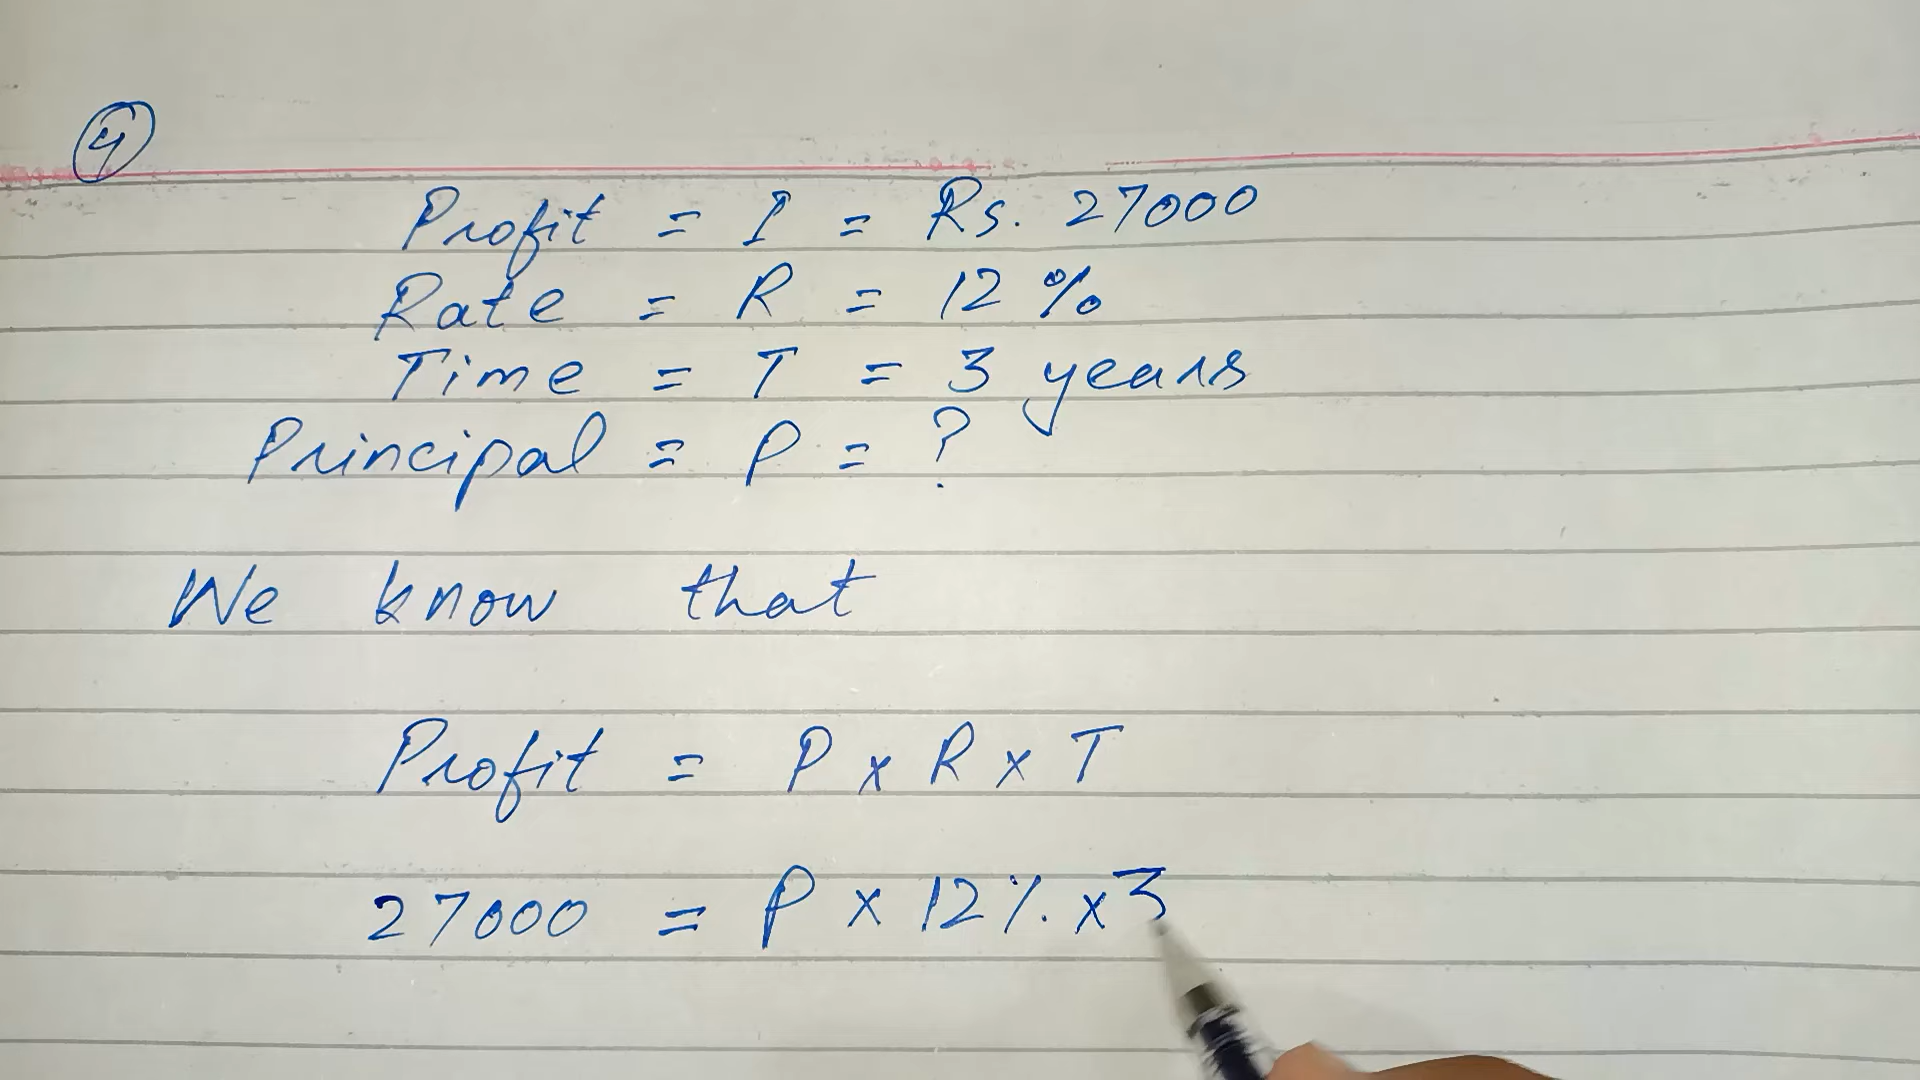 4
Profit = I = Rs. 27000
Rate = R = 12 %
Time = T = 3 years
Principal = P = ?
We know that
Profit = P x R x T
27000 = P x 12% x 3